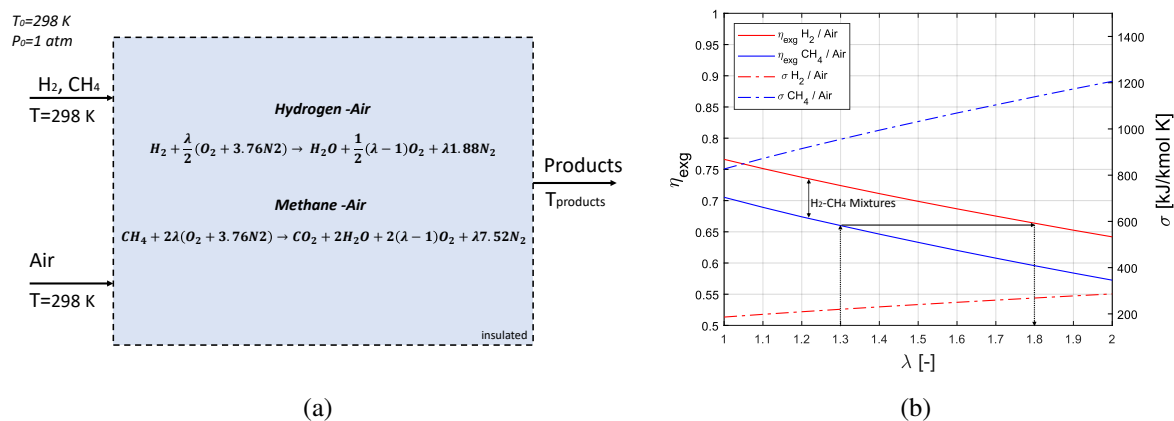 T₀=298 K
P₀=1 atm
H₂, CH₄
T=298 K
Hydrogen -Air
H₂ + λ/2 (O₂ + 3.76N2) → H₂O + 1/2 (λ − 1)O₂ + λ1.88N₂
Methane -Air
CH₄ + 2λ(O₂ + 3.76N2) → CO₂ + 2H₂O + 2(λ − 1)O₂ + λ7.52N₂
Air
T=298 K
Products
T products
insulated
(a)
η exg H₂ / Air
η exg CH₄ / Air
σ H₂ / Air
σ CH₄ / Air
H₂-CH₄ Mixtures
1
0.95
0.9
0.85
0.8
0.75
0.7
0.65
0.6
0.55
0.5
η exg
1400
1200
1000
800
600
400
200
σ [kJ/kmol K]
1 1.1 1.2 1.3 1.4 1.5 1.6 1.7 1.8 1.9 2
λ [-]
(b)